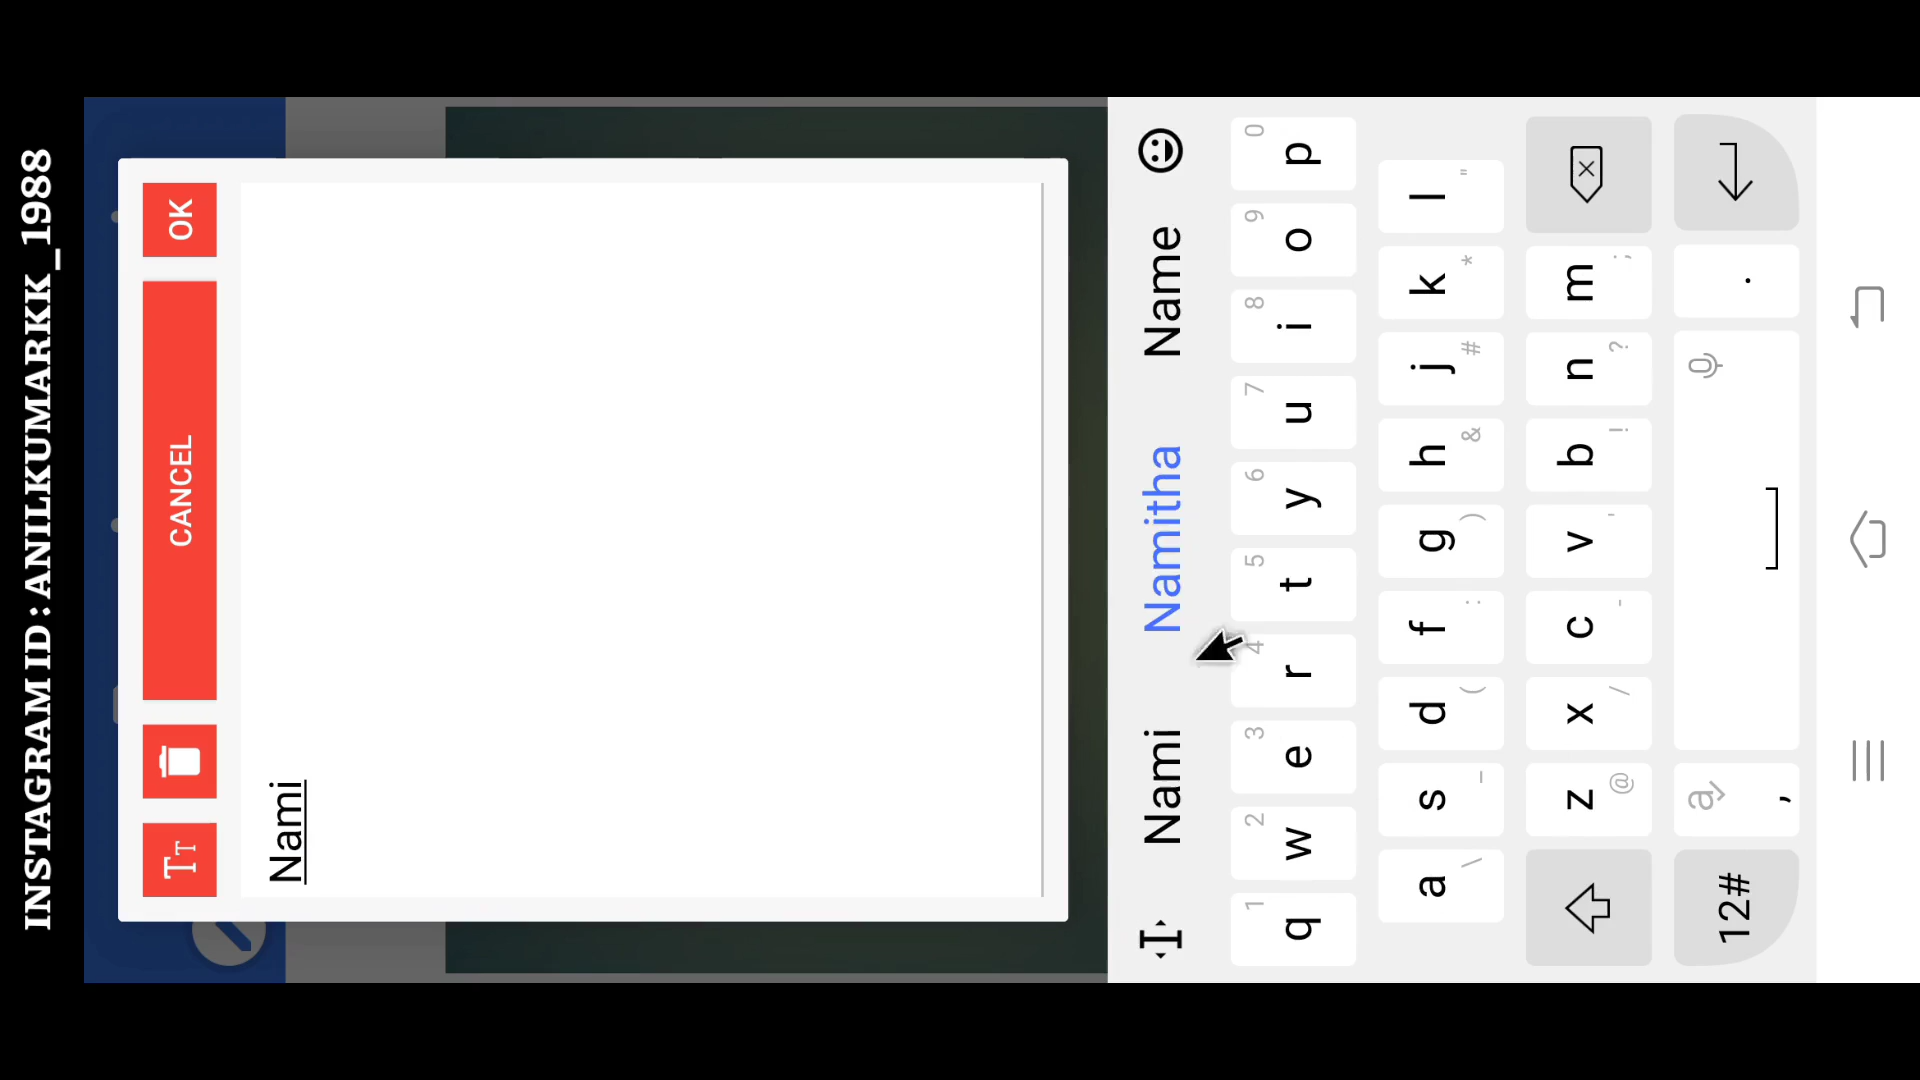 INSTAGRAM ID : ANILKUMARKK_1988
TT
CANCEL
OK
Nami
Nami
Namitha
Name
1 2 3 4 5 6 7 8 9 0
q w e r t y u i o p
\ _ ( : ) & # * "
a s d f g h j k l
@ / - ' ! ? ;
z x c v b n m
12# , a .